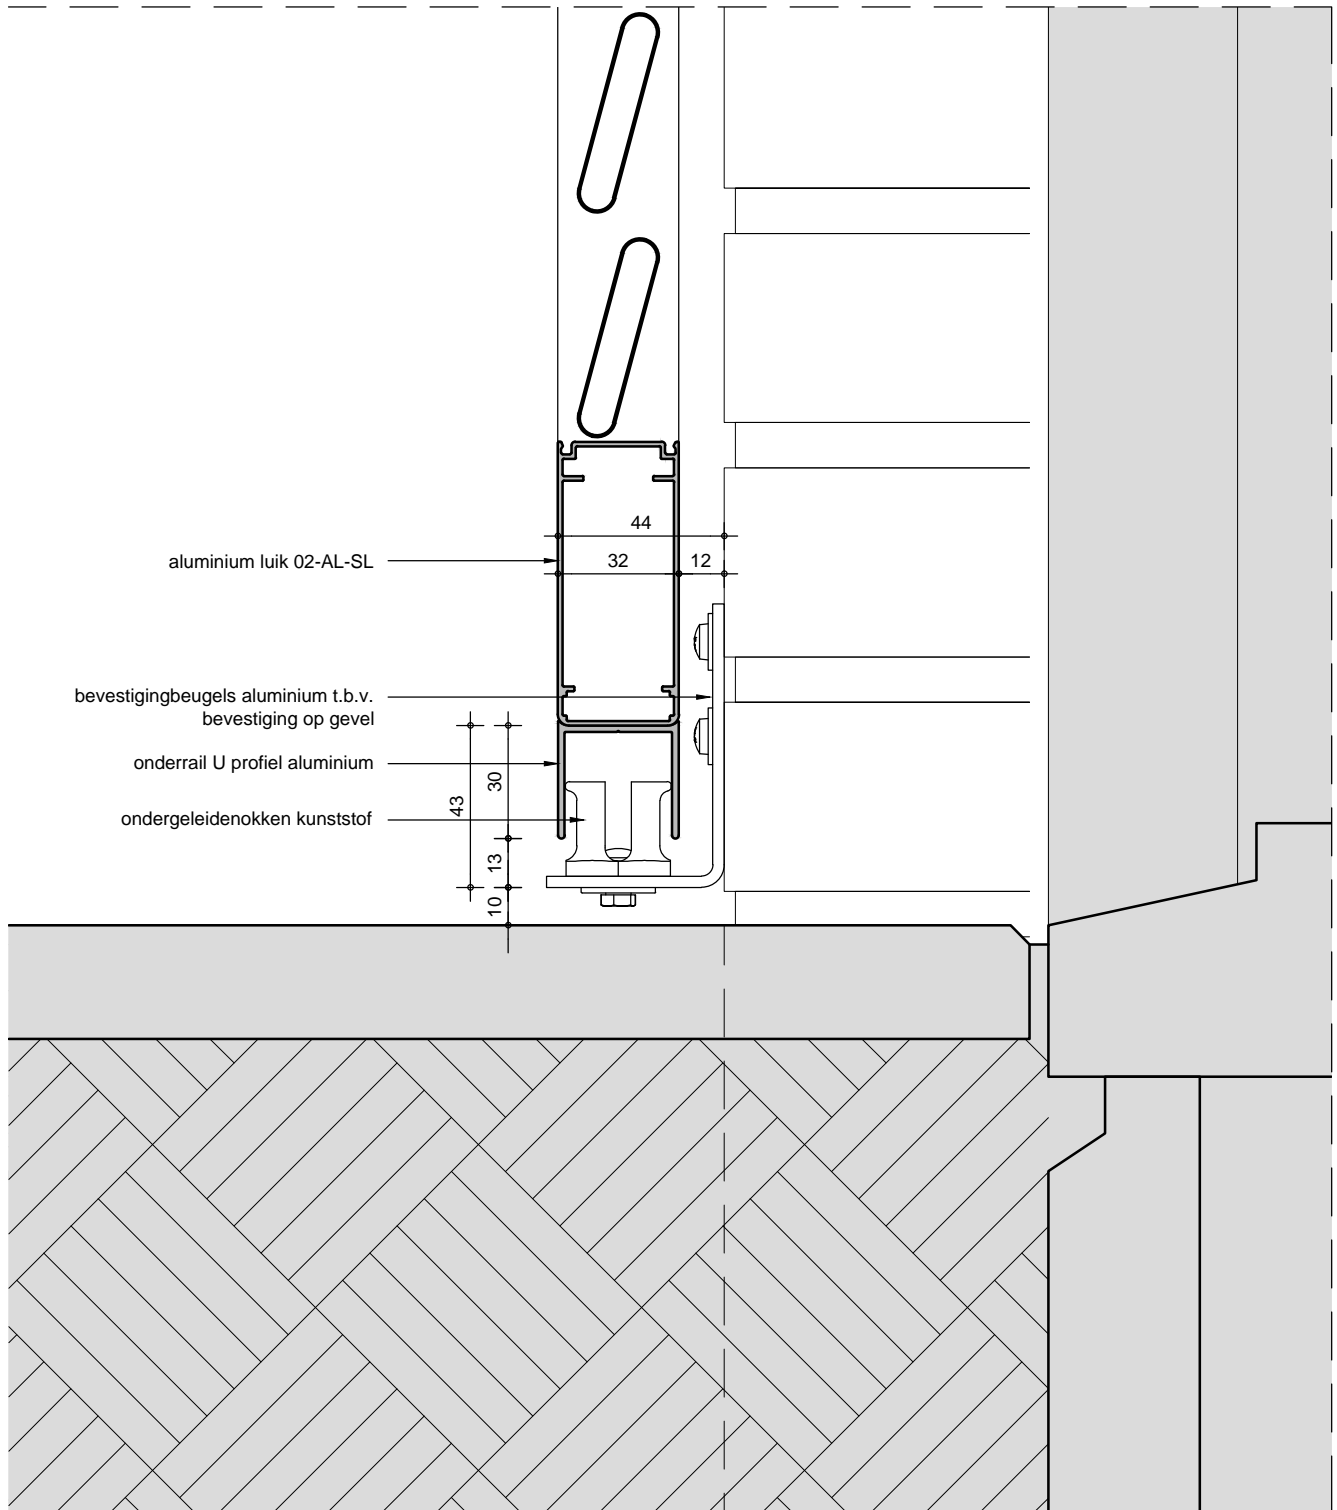 44
aluminium luik 02-AL-SL
32
12
bevestigingbeugels aluminium t.b.v.
bevestiging op gevel
onderrail U profiel aluminium
30
43
ondergeleidenokken kunststof
13
10